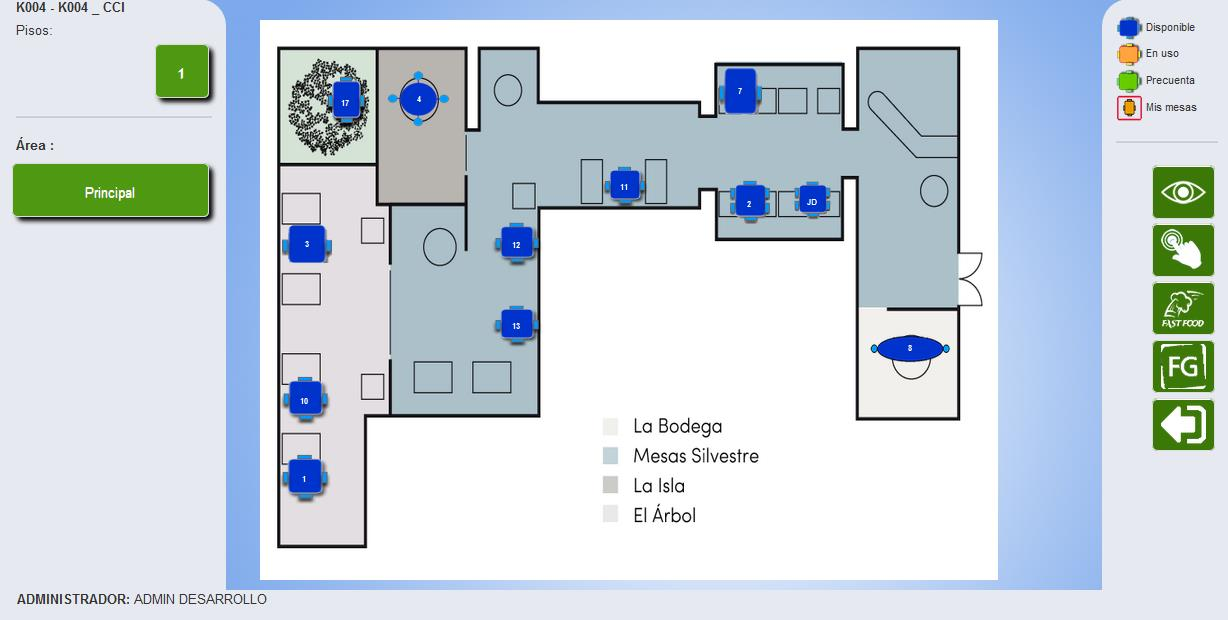 K004 - K004 _ CCI
Pisos:
1
Área :
Principal
17
4
7
11
2
JD
3
12
13
8
10
1
La Bodega
Mesas Silvestre
La Isla
El Árbol
Disponible
En uso
Precuenta
Mis mesas
FAST FOOD
FG
ADMINISTRADOR: ADMIN DESARROLLO